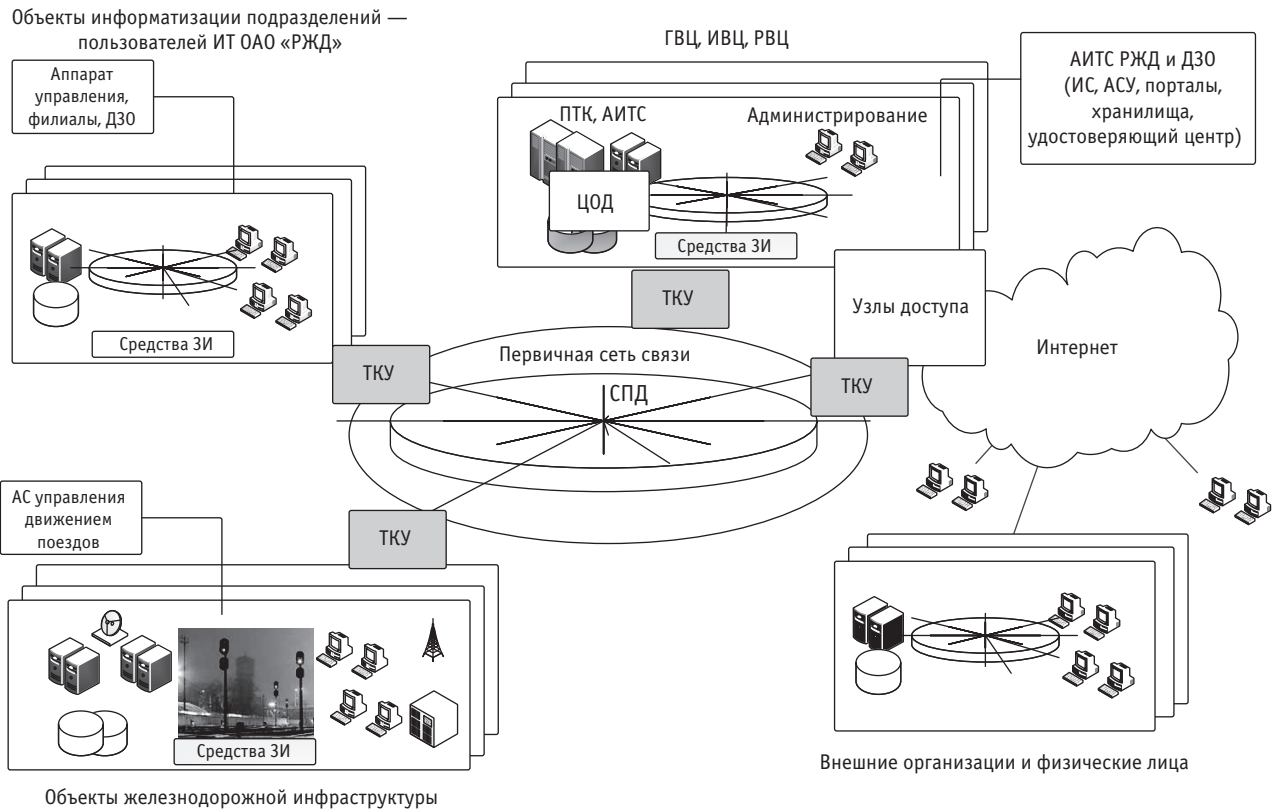 Объекты информатизации подразделений —
пользователей ИТ ОАО «РЖД»
Аппарат
управления,
филиалы, ДЗО
Средства ЗИ
ГВЦ, ИВЦ, РВЦ
ПТК, АИТС
Администрирование
ЦОД
Средства ЗИ
АИТС РЖД и ДЗО
(ИС, АСУ, порталы,
хранилища,
удостоверяющий центр)
ТКУ
Узлы доступа
Интернет
Первичная сеть связи
ТКУ
СПД
ТКУ
АС управления
движением
поездов
ТКУ
Средства ЗИ
Объекты железнодорожной инфраструктуры
Внешние организации и физические лица